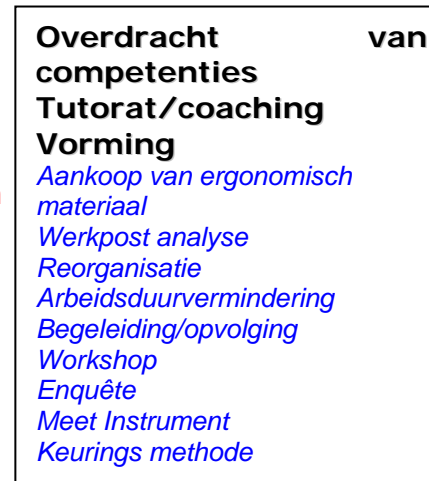 Overdracht van
competenties
Tutorat/coaching
Vorming
Aankoop van ergonomisch
materiaal
Werkpost analyse
Reorganisatie
Arbeidsduurvermindering
Begeleiding/opvolging
Workshop
Enquête
Meet Instrument
Keurings methode